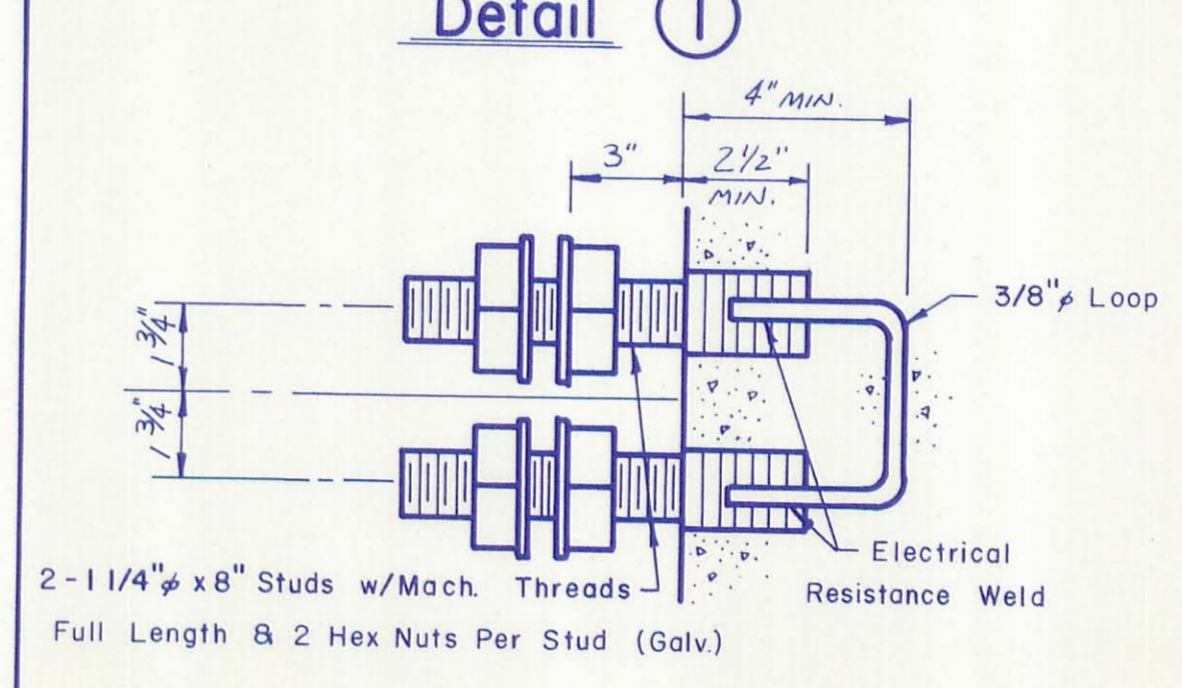 Detail 1
4" MIN.
3" 2 1/2"
MIN.
3/8"ϕ Loop
1 3/4"
1 3/4"
Electrical
Resistance Weld
2-1 1/4"ϕ x 8" Studs w/Mach. Threads
Full Length & 2 Hex Nuts Per Stud (Galv.)